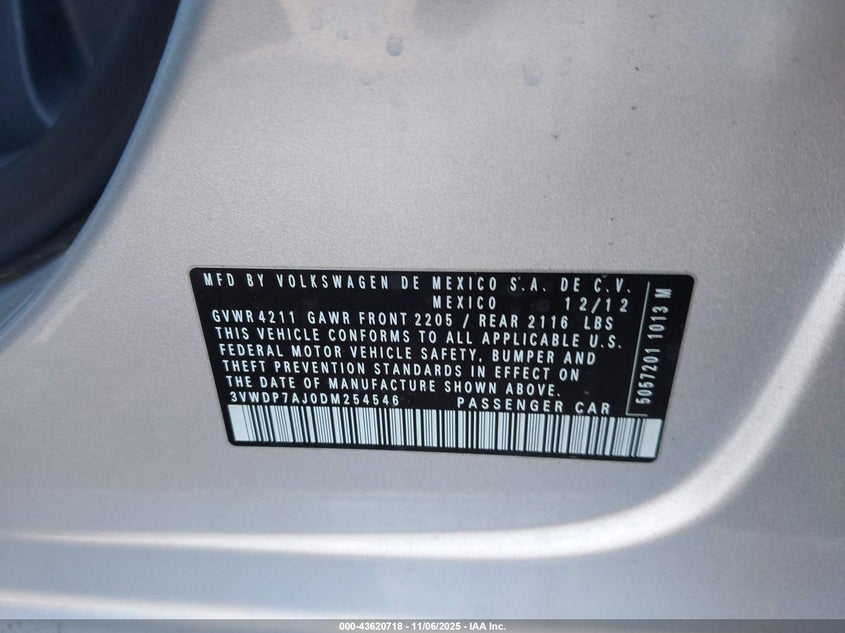 MFD BY VOLKSWAGEN DE MEXICO S.A. DE C.V.
MEXICO 12/12
GVWR 4211 GAWR FRONT 2205 / REAR 2116 LBS
THIS VEHICLE CONFORMS TO ALL APPLICABLE U.S.
FEDERAL MOTOR VEHICLE SAFETY, BUMPER AND
THEFT PREVENTION STANDARDS IN EFFECT ON
THE DATE OF MANUFACTURE SHOWN ABOVE.
3VWDP7AJ0DM254546 PASSENGER CAR
5057201 1013 M
000-43620718 - 11/06/2025 - IAA Inc.